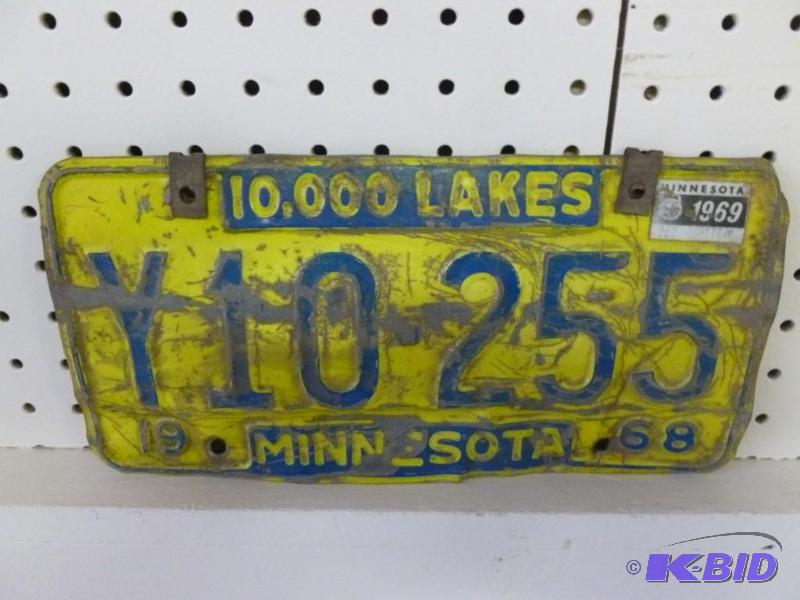 10,000 LAKES
MINNESOTA
1969
Y10-255
19 MINNESOTA 68
© K-BID